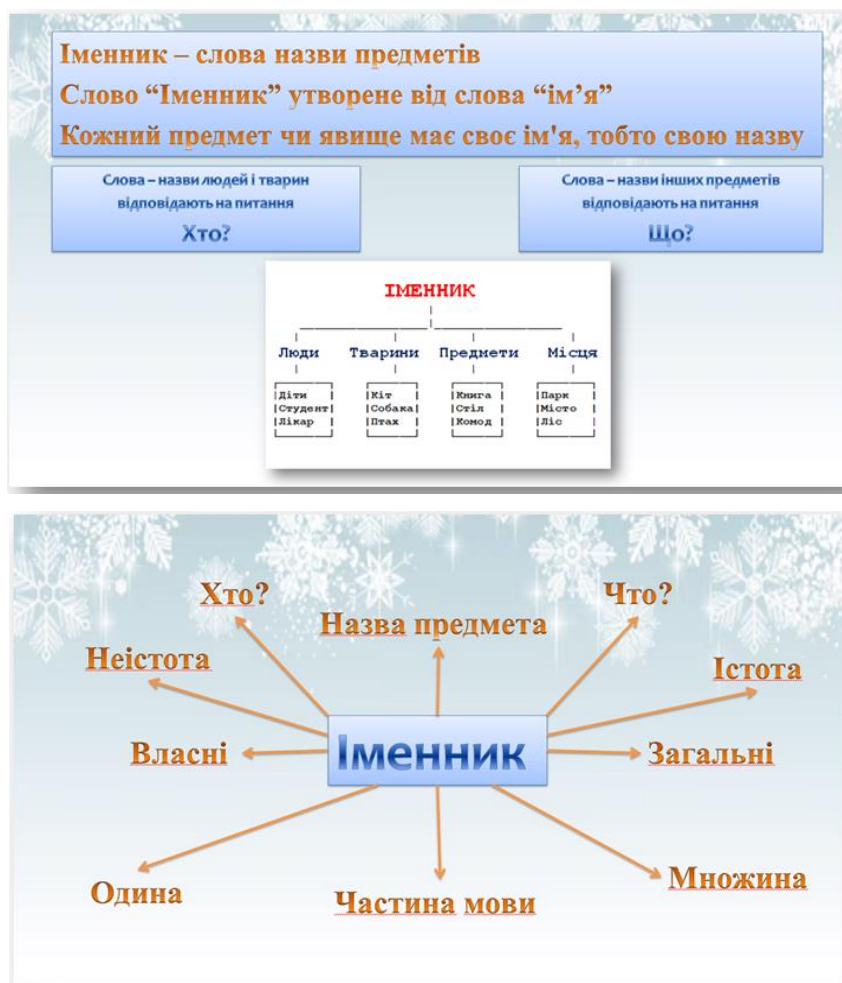 Іменник – слова назви предметів
Слово “Іменник” утворене від слова “ім’я”
Кожний предмет чи явище має своє ім'я, тобто свою назву
Слова – назви людей і тварин
відповідають на питання
Хто?
Слова – назви інших предметів
відповідають на питання
Що?
ІМЕННИК
Люди Тварини Предмети Місця
Діти Кіт Книга Парк
Студент Собака Стіл Місто
Лікар Птах Комод Ліс
Хто? Что?
Назва предмета
Неістота Істота
Власні Іменник Загальні
Одина Частина мови Множина